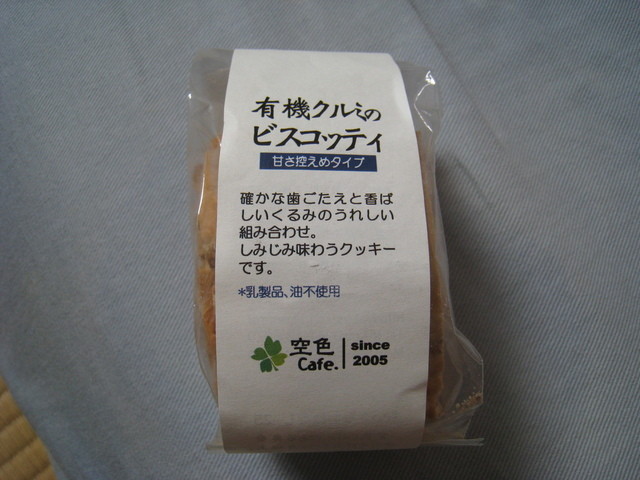 有機クルミの
ビスコッティ
甘さ控えめタイプ
確かな歯ごたえと香ば
しいくるみのうれしい
組み合わせ。
しみじみ味わうクッキー
です。
*乳製品、油不使用
空色
Cafe.
since
2005